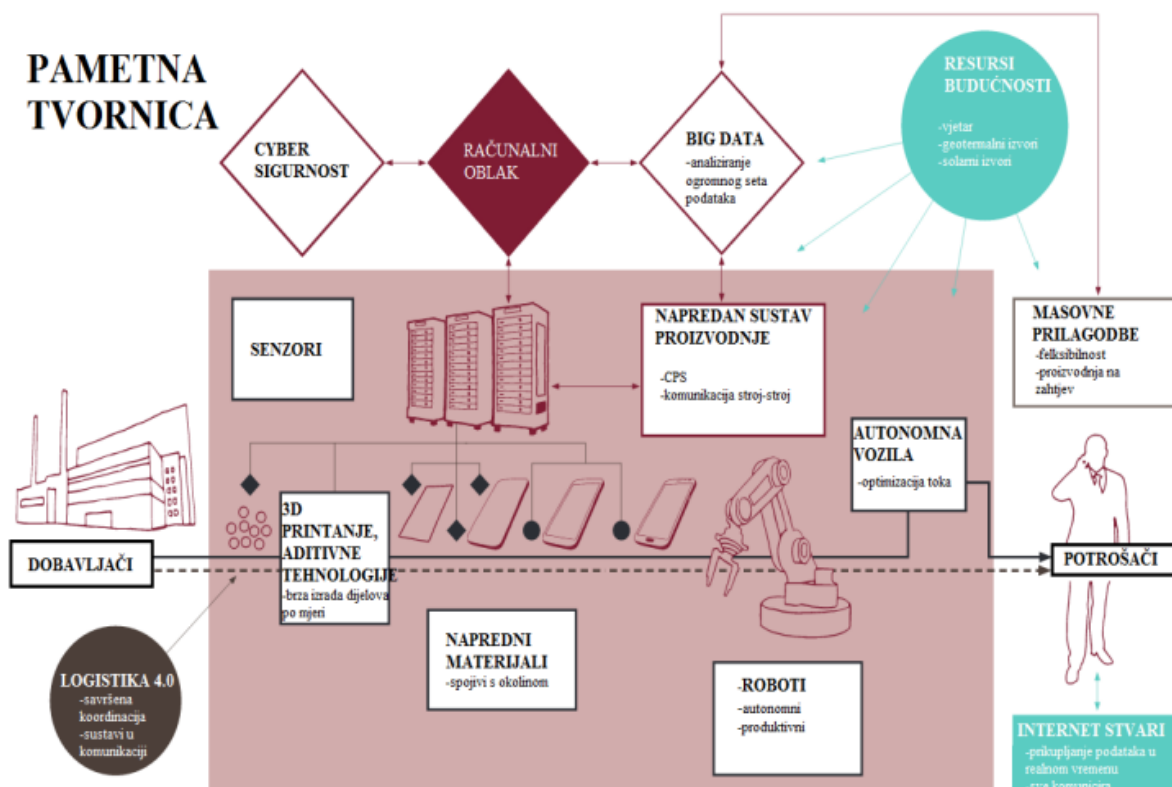 PAMETNA
TVORNICA
CYBER
SIGURNOST
RAČUNALNI
OBLAK
BIG DATA
-analiziranje
ogromnog seta
podataka
RESURSI
BUDUĆNOSTI
-vjetar
-geotermalni izvori
-solarni izvori
SENZORI
NAPREDAN SUSTAV
PROIZVODNJE
-CPS
-komunikacija stroj-stroj
MASOVNE
PRILAGODBE
-felksibilnost
-proizvodnja na
zahtjev
AUTONOMNA
VOZILA
-optimizacija toka
3D
PRINTANJE,
ADITIVNE
TEHNOLOGIJE
-brza izrada dijelova
po mjeri
DOBAVLJAČI
POTROŠAČI
LOGISTIKA 4.0
-savršena
koordinacija
-sustavi u
komunikaciji
NAPREDNI
MATERIJALI
-spojivi s okolinom
-ROBOTI
-autonomni
-produktivni
INTERNET STVARI
-prikupljanje podataka u
realnom vremenu
-sve komunicira